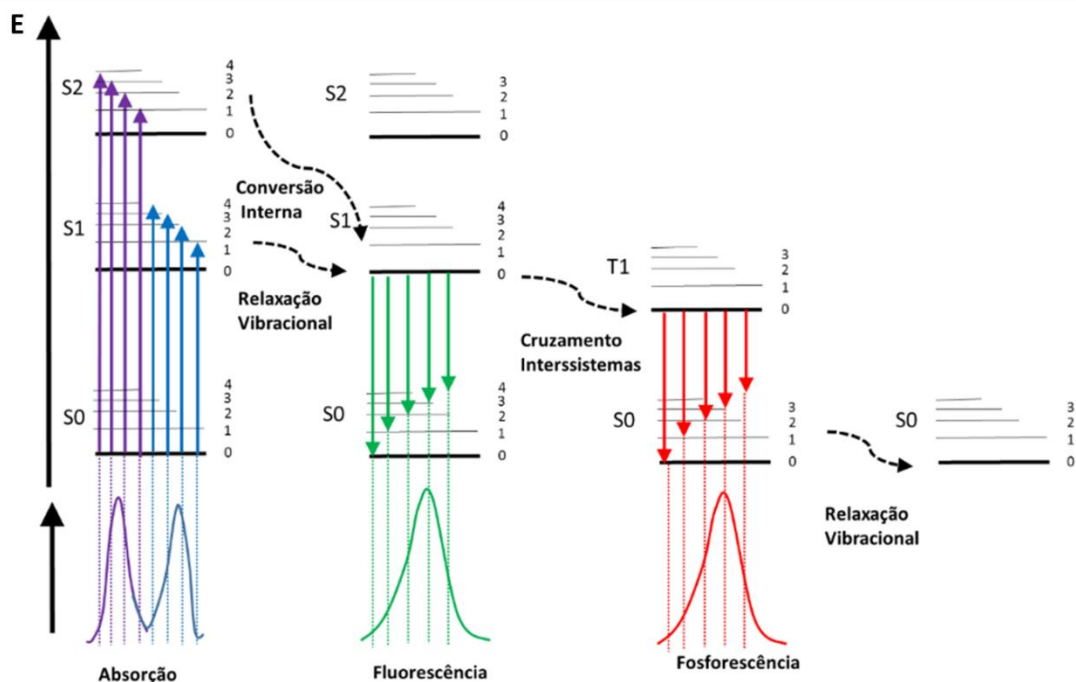 E
S2
4
3
2
1
0
S1
4
3
2
1
0
S0
4
3
2
1
0
Absorção
Conversão
Interna
Relaxação
Vibracional
S2
3
2
1
0
S1
4
3
2
1
0
S0
4
3
2
1
0
Fluorescência
Cruzamento
Interssistemas
T1
3
2
1
0
S0
3
2
1
0
Fosforescência
Relaxação
Vibracional
S0
3
2
1
0